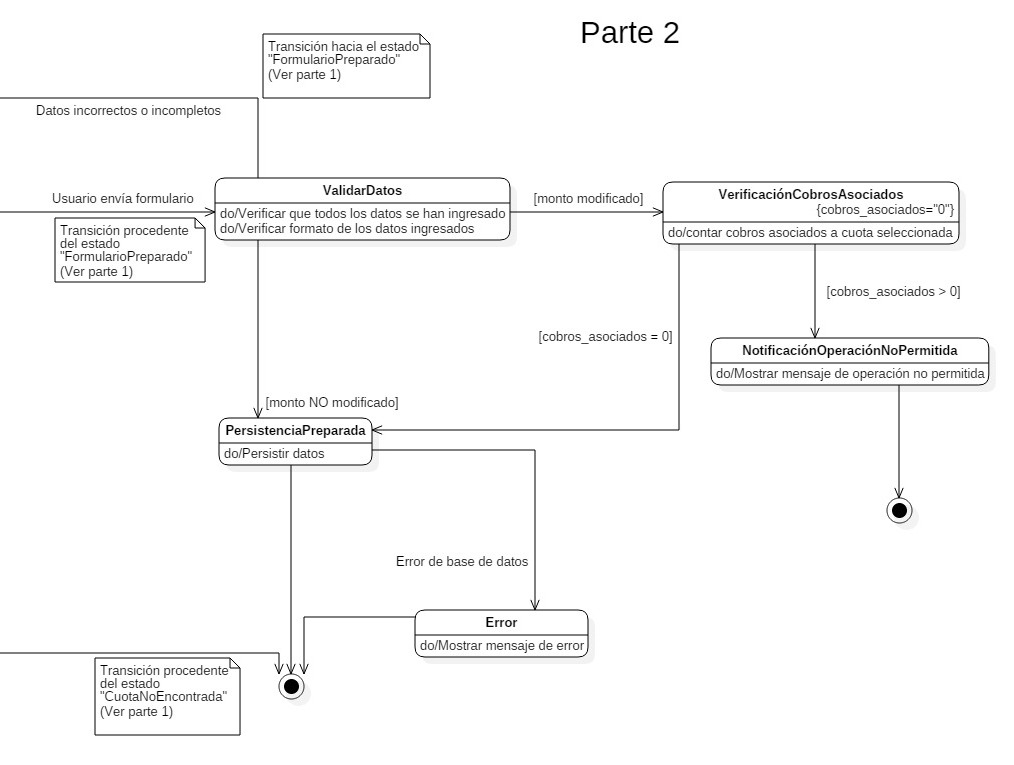 Parte 2
Transición hacia el estado
"FormularioPreparado"
(Ver parte 1)
Datos incorrectos o incompletos
Usuario envía formulario
Transición procedente
del estado
"FormularioPreparado"
(Ver parte 1)
ValidarDatos
do/Verificar que todos los datos se han ingresado
do/Verificar formato de los datos ingresados
[monto modificado]
VerificaciónCobrosAsociados
{cobros_asociados="0"}
do/contar cobros asociados a cuota seleccionada
[cobros_asociados > 0]
[cobros_asociados = 0]
NotificaciónOperaciónNoPermitida
do/Mostrar mensaje de operación no permitida
[monto NO modificado]
PersistenciaPreparada
do/Persistir datos
Error de base de datos
Error
do/Mostrar mensaje de error
Transición procedente
del estado
"CuotaNoEncontrada"
(Ver parte 1)